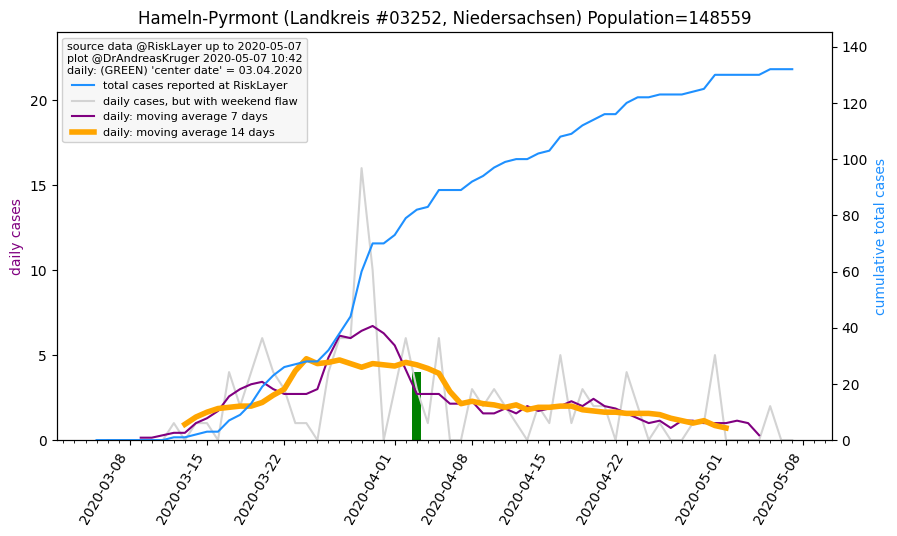 Hameln-Pyrmont (Landkreis #03252, Niedersachsen) Population=148559
source data @RiskLayer up to 2020-05-07
plot @DrAndreasKruger 2020-05-07 10:42
daily: (GREEN) 'center date' = 03.04.2020
total cases reported at RiskLayer
daily cases, but with weekend flaw
daily: moving average 7 days
daily: moving average 14 days
daily cases
20
15
10
5
0
cumulative total cases
140
120
100
80
60
40
20
0
2020-03-08
2020-03-15
2020-03-22
2020-04-01
2020-04-08
2020-04-15
2020-04-22
2020-05-01
2020-05-08